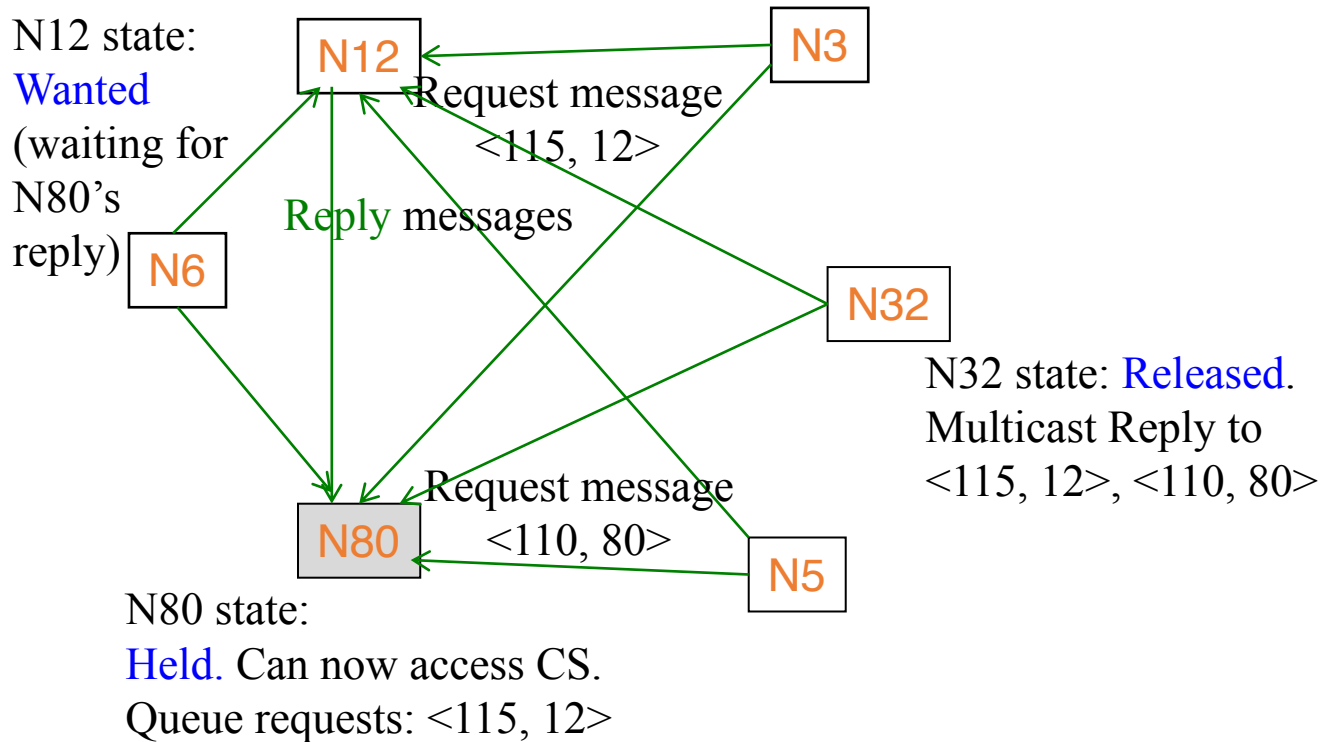 N12 state:
Wanted
(waiting for
N80’s
reply)
N12
N3
Request message
<115, 12>
Reply messages
N6
N32
N32 state: Released.
Multicast Reply to
<115, 12>, <110, 80>
Request message
<110, 80>
N80
N5
N80 state:
Held. Can now access CS.
Queue requests: <115, 12>